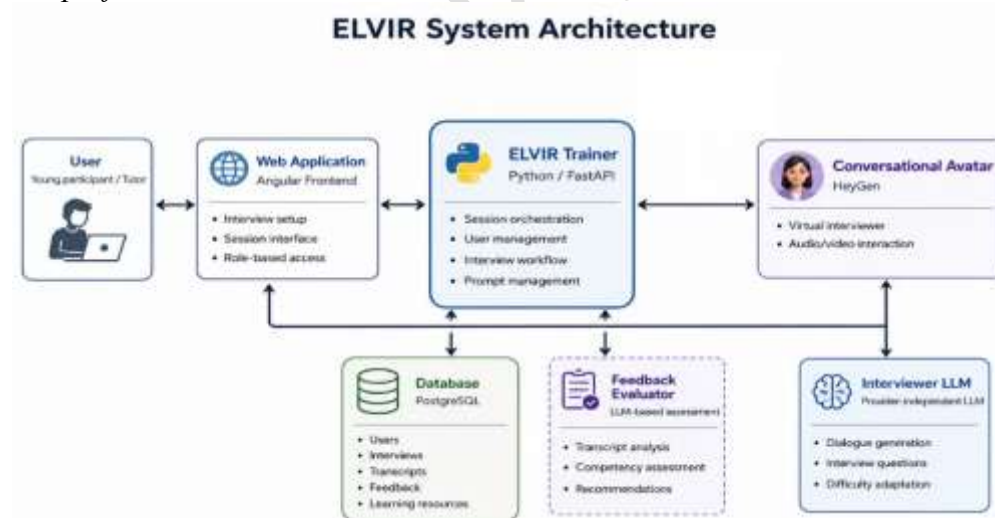 ELVIR System Architecture
User
Young participant / Tutor
Web Application
Angular Frontend
• Interview setup
• Session interface
• Role-based access
ELVIR Trainer
Python / FastAPI
• Session orchestration
• User management
• Interview workflow
• Prompt management
Conversational Avatar
HeyGen
• Virtual interviewer
• Audio/video interaction
Database
PostgreSQL
• Users
• Interviews
• Transcripts
• Feedback
• Learning resources
Feedback
Evaluator
LLM-based assessment
• Transcript analysis
• Competency assessment
• Recommendations
Interviewer LLM
Provider-independent LLM
• Dialogue generation
• Interview questions
• Difficulty adaptation